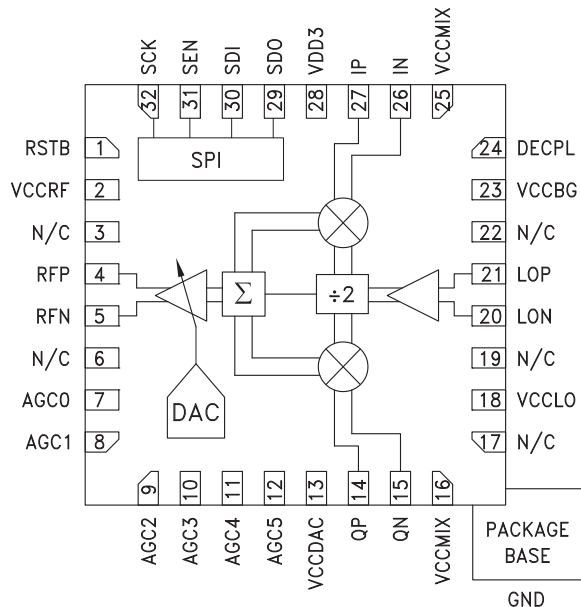 SCK SEN SDI SDO VDD3 IP IN VCCMIX
32 31 30 29 28 27 26 25
RSTB 1 SPI 24 DECPL
VCCRF 2 23 VCCBG
N/C 3 22 N/C
RFP 4 21 LOP
Σ ÷2
RFN 5 20 LON
N/C 6 19 N/C
AGC0 7 18 VCCLO
DAC
AGC1 8 17 N/C
9 10 11 12 13 14 15 16
AGC2 AGC3 AGC4 AGC5 VCCDAC QP QN VCCMIX
PACKAGE
BASE
GND